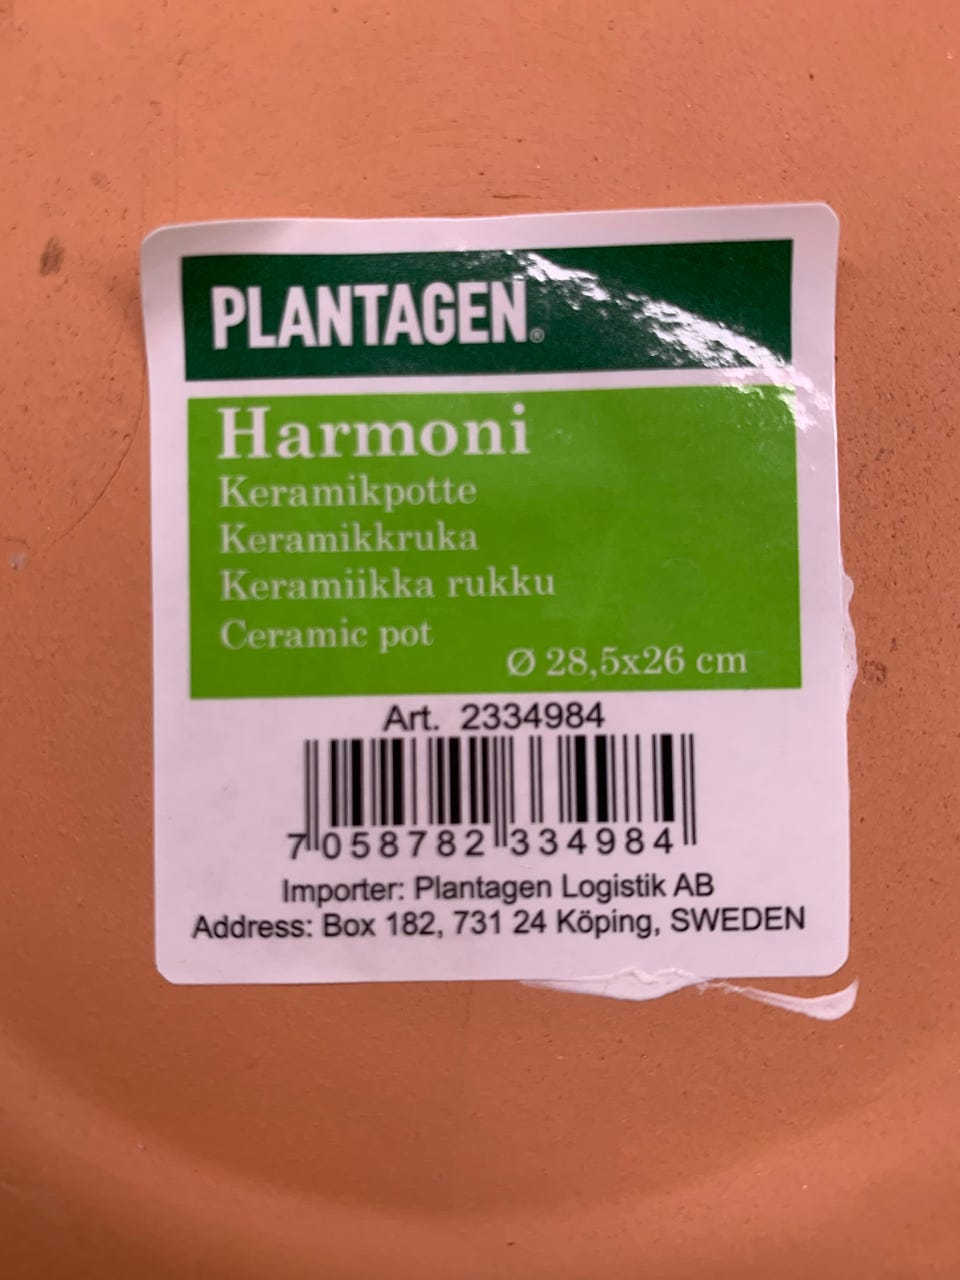 PLANTAGEN®
Harmoni
Keramikpotte
Keramikkruka
Keramiikka rukku
Ceramic pot
Ø 28,5x26 cm
Art. 2334984
7 058782 334984
Importer: Plantagen Logistik AB
Address: Box 182, 731 24 Köping, SWEDEN